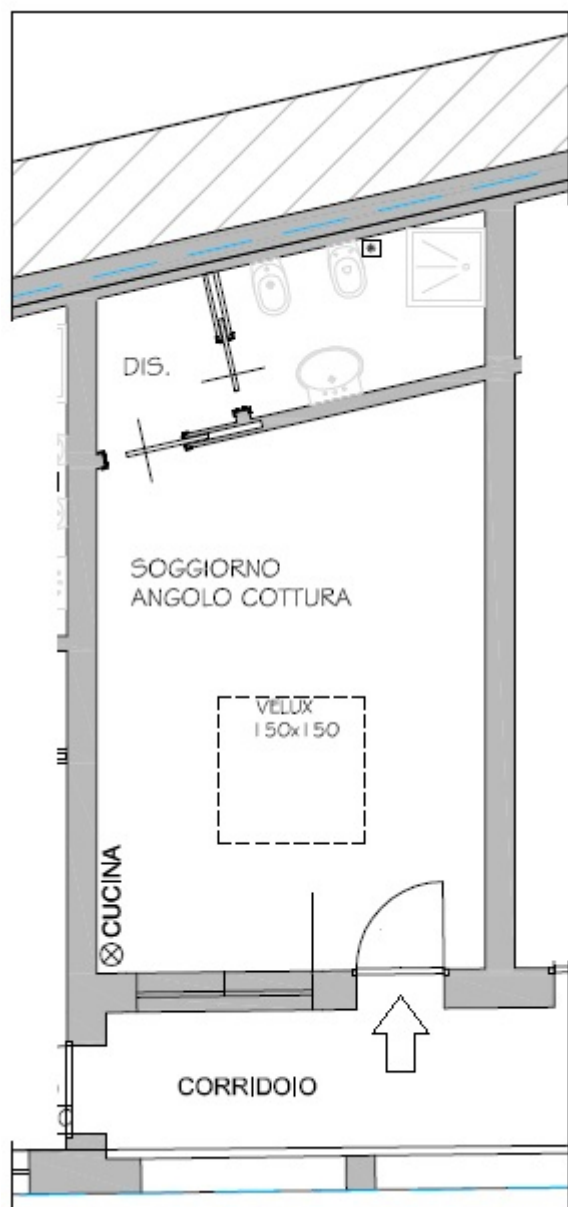 DIS.
SOGGIORNO
ANGOLO COTTURA
VELUX
150x150
CUCINA
CORRIDOIO